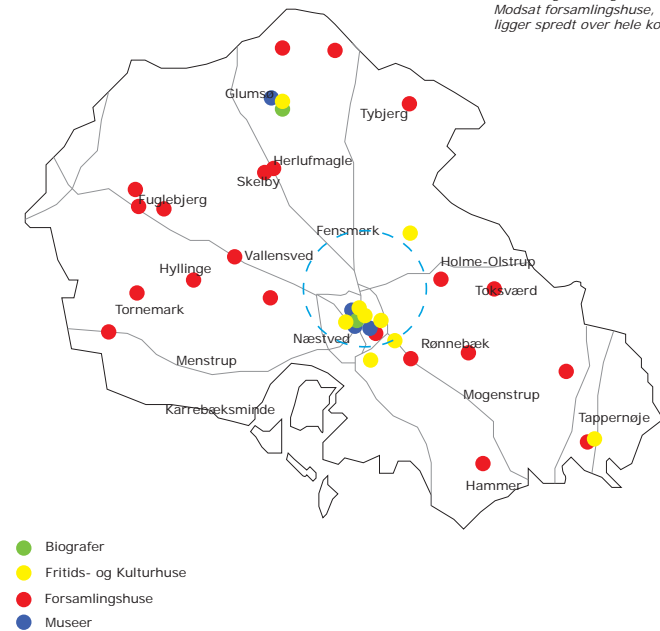 Modsat forsamlingshuse,
ligger spredt over hele ko
Glumsø
Tybjerg
Herlufmagle
Skelby
Fuglebjerg
Fensmark
Vallensved
Holme-Olstrup
Hyllinge
Toksværd
Tornemark
Næstved
Rønnebæk
Menstrup
Mogenstrup
Karrebæksminde
Tappernøje
Hammer
Biografer
Fritids- og Kulturhuse
Forsamlingshuse
Museer